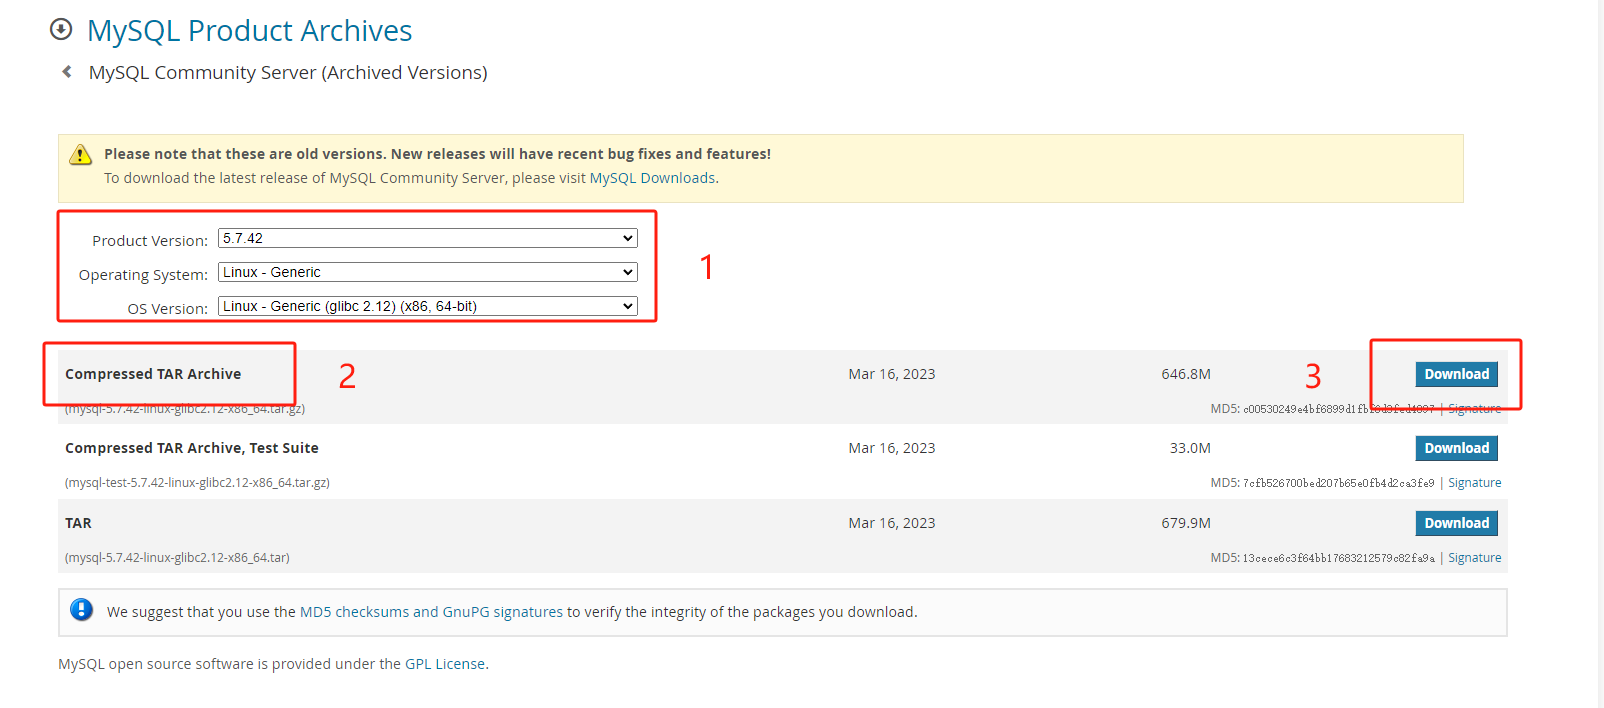 MySQL Product Archives
MySQL Community Server (Archived Versions)
Please note that these are old versions. New releases will have recent bug fixes and features!
To download the latest release of MySQL Community Server, please visit MySQL Downloads.
Product Version: 5.7.42
Operating System: Linux - Generic
OS Version: Linux - Generic (glibc 2.12) (x86, 64-bit)
1
Compressed TAR Archive 2 Mar 16, 2023 646.8M 3 Download
(mysql-5.7.42-linux-glibc2.12-x86_64.tar.gz) MD5: | Signature
Compressed TAR Archive, Test Suite Mar 16, 2023 33.0M Download
(mysql-test-5.7.42-linux-glibc2.12-x86_64.tar.gz) MD5: 7cfb526700bed207b65e0fb4d2ca3fe9 | Signature
TAR Mar 16, 2023 679.9M Download
(mysql-5.7.42-linux-glibc2.12-x86_64.tar) MD5: 13cece6c3f64bb17683212579c82fa9a | Signature
We suggest that you use the MD5 checksums and GnuPG signatures to verify the integrity of the packages you download.
MySQL open source software is provided under the GPL License.